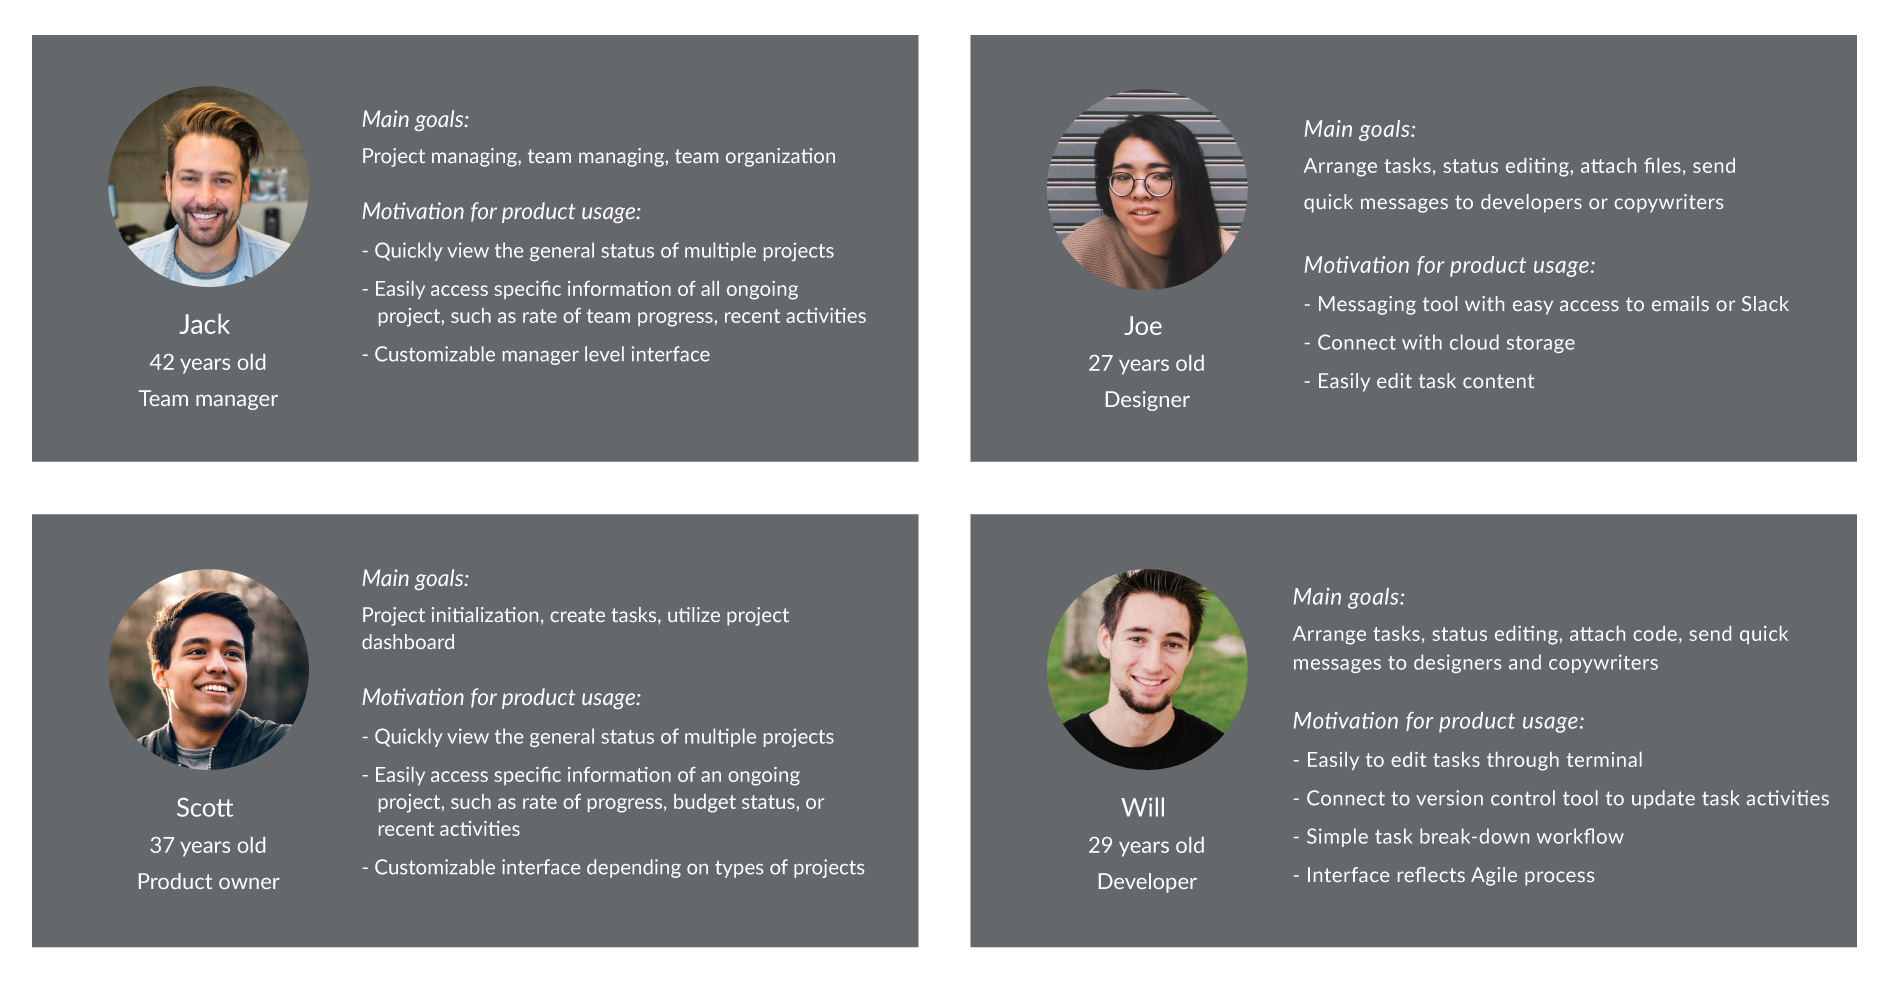 Jack
42 years old
Team manager
Main goals:
Project managing, team managing, team organization
Motivation for product usage:
- Quickly view the general status of multiple projects
- Easily access specific information of all ongoing
project, such as rate of team progress, recent activities
- Customizable manager level interface
Joe
27 years old
Designer
Main goals:
Arrange tasks, status editing, attach files, send
quick messages to developers or copywriters
Motivation for product usage:
- Messaging tool with easy access to emails or Slack
- Connect with cloud storage
- Easily edit task content
Scott
37 years old
Product owner
Main goals:
Project initialization, create tasks, utilize project
dashboard
Motivation for product usage:
- Quickly view the general status of multiple projects
- Easily access specific information of an ongoing
project, such as rate of progress, budget status, or
recent activities
- Customizable interface depending on types of projects
Will
29 years old
Developer
Main goals:
Arrange tasks, status editing, attach code, send quick
messages to designers and copywriters
Motivation for product usage:
- Easily to edit tasks through terminal
- Connect to version control tool to update task activities
- Simple task break-down workflow
- Interface reflects Agile process